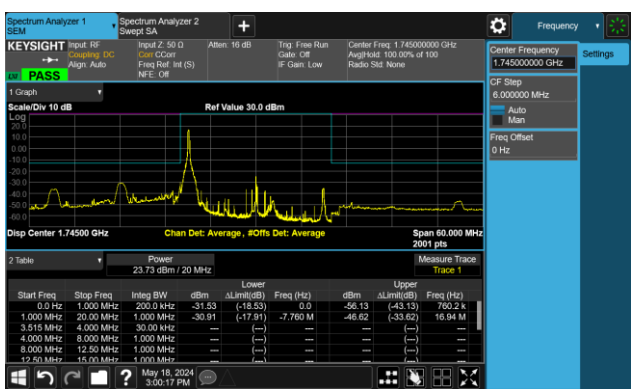 Spectrum Analyzer 1
SEM
Spectrum Analyzer 2
Swept SA
+
Frequency
KEYSIGHT
Input: RF
Coupling: DC
Align: Auto
Input Z: 50 Ω
Corr CCorr
Freq Ref: Int (S)
NFE: Off
Atten: 16 dB
Trig: Free Run
Gate: Off
IF Gain: Low
Center Freq: 1.745000000 GHz
Avg|Hold: 100.00% of 100
Radio Std: None
PASS
Center Frequency
1.745000000 GHz
Settings
CF Step
6.000000 MHz
Auto
Man
Freq Offset
0 Hz
1 Graph
Scale/Div 10 dB
Ref Value 30.0 dBm
Log
20.0
10.0
0.00
-10.0
-20.0
-30.0
-40.0
-50.0
-60.0
Disp Center 1.74500 GHz
Chan Det: Average , #Offs Det: Average
Span 60.000 MHz
2001 pts
2 Table
Power
23.73 dBm / 20 MHz
Measure Trace
Trace 1
Lower Upper
Start Freq Stop Freq Integ BW dBm ΔLimit(dB) Freq (Hz) dBm ΔLimit(dB) Freq (Hz)
0.0 Hz 1.000 MHz 200.0 kHz -31.53 (-18.53) 0.0 -56.13 (-43.13) 760.2 k
1.000 MHz 20.00 MHz 1.000 MHz -30.91 (-17.91) -7.760 M -46.62 (-33.62) 16.94 M
3.515 MHz 4.000 MHz 30.00 kHz --- (---) --- --- (---) ---
4.000 MHz 8.000 MHz 1.000 MHz --- (---) --- --- (---) ---
8.000 MHz 12.50 MHz 1.000 MHz --- (---) --- --- (---) ---
12.50 MHz 15.00 MHz 1.000 MHz --- (---) --- --- (---) ---
?
May 18, 2024
3:00:17 PM